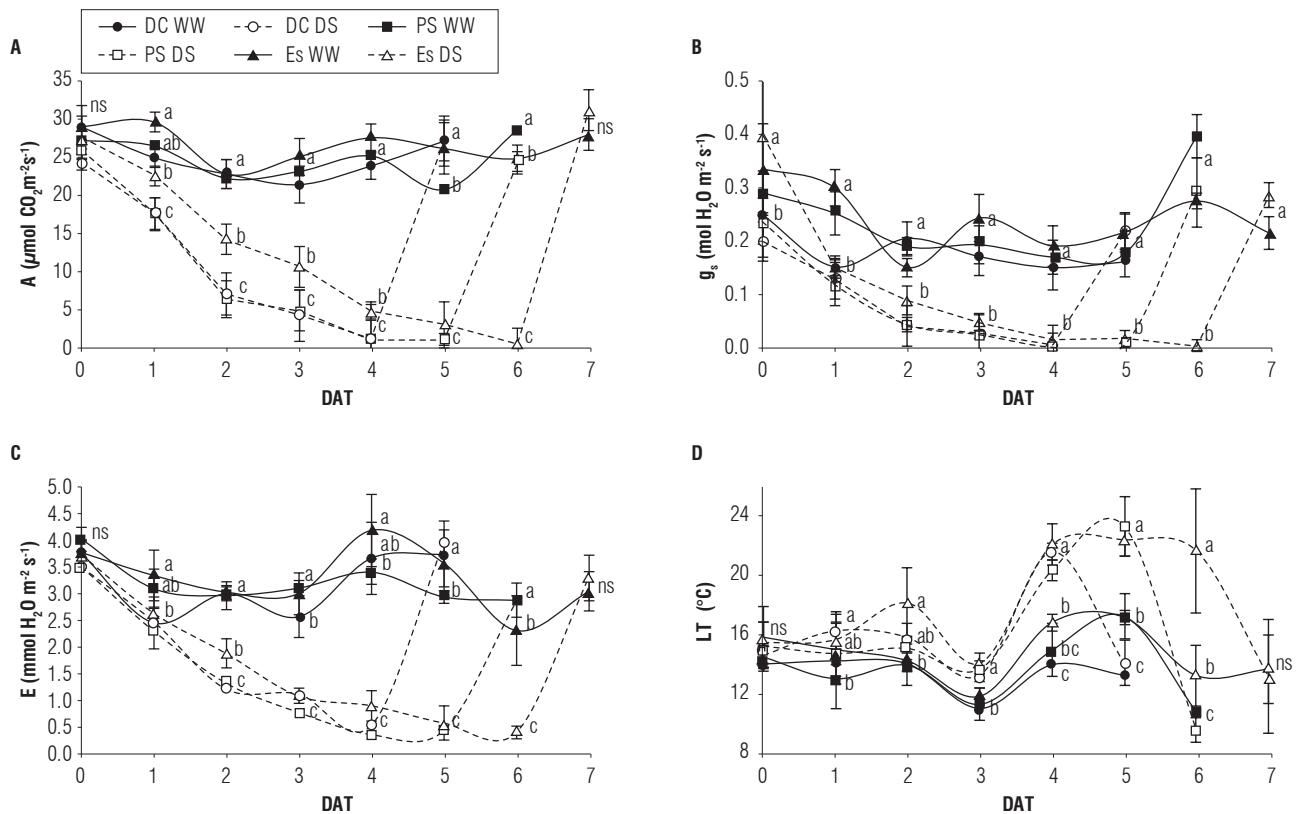 DC WW DC DS PS WW
PS DS Es WW Es DS
A
35
30
25
20
15
10
5
0
A (µmol CO2m-2s-1)
ns
a
ab
b
c
a
b
c
a
b
c
a
b
c
a
b
c
a
b
c
ns
0 1 2 3 4 5 6 7
DAT
B
0.5
0.4
0.3
0.2
0.1
0.0
gs (mol H2O m-2 s-1)
a
b
a
b
a
b
a
b
a
b
a
b
a
b
0 1 2 3 4 5 6 7
DAT
C
5.0
4.5
4.0
3.5
3.0
2.5
2.0
1.5
1.0
0.5
0.0
E (mmol H2O m-2 s-1)
ns
a
ab
b
a
b
c
a
b
c
a
ab
b
c
a
b
c
a
b
c
ns
0 1 2 3 4 5 6 7
DAT
D
24
20
16
12
8
LT (°C)
ns
a
ab
b
a
ab
b
a
b
a
b
bc
c
a
b
c
a
b
c
ns
0 1 2 3 4 5 6 7
DAT